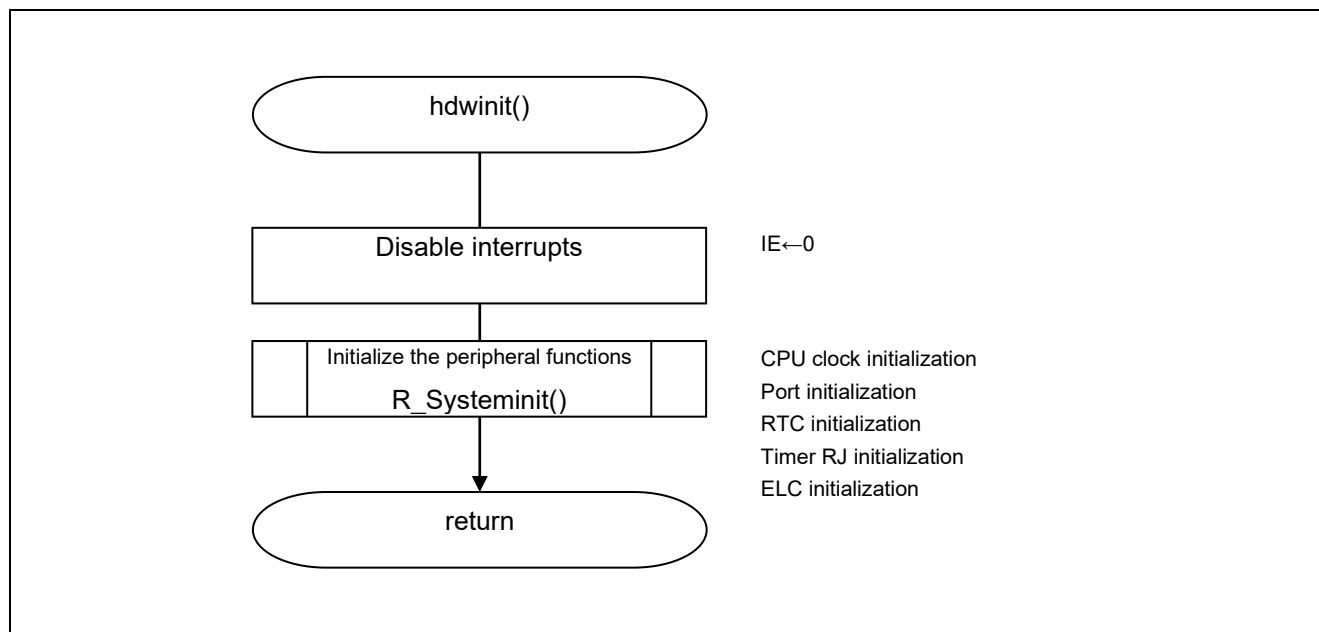 hdwinit()
Disable interrupts
IE←0
Initialize the peripheral functions
R_Systeminit()
CPU clock initialization
Port initialization
RTC initialization
Timer RJ initialization
ELC initialization
return